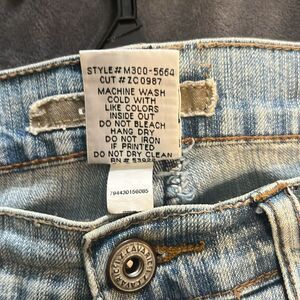 STYLE# M300-5664
CUT # ZC0987
MACHINE WASH
COLD WITH
LIKE COLORS
INSIDE OUT
DO NOT BLEACH
HANG DRY
DO NOT IRON
IF PRINTED
DO NOT DRY CLEAN
RN#
794430156085